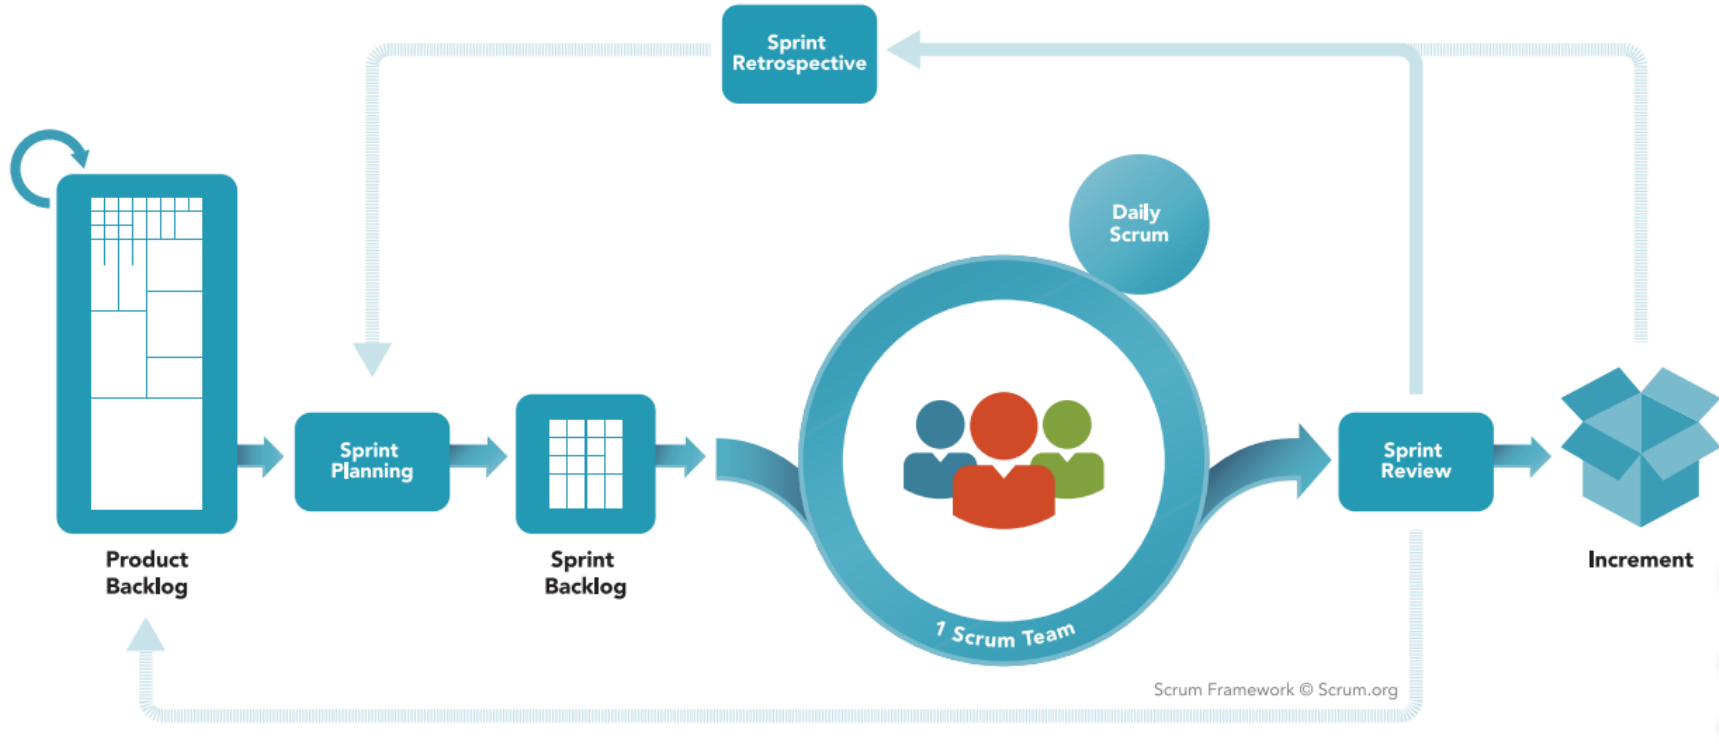 Sprint
Retrospective
Daily
Scrum
Sprint
Planning
Sprint
Review
Product
Backlog
Sprint
Backlog
Increment
1 Scrum Team
Scrum Framework © Scrum.org